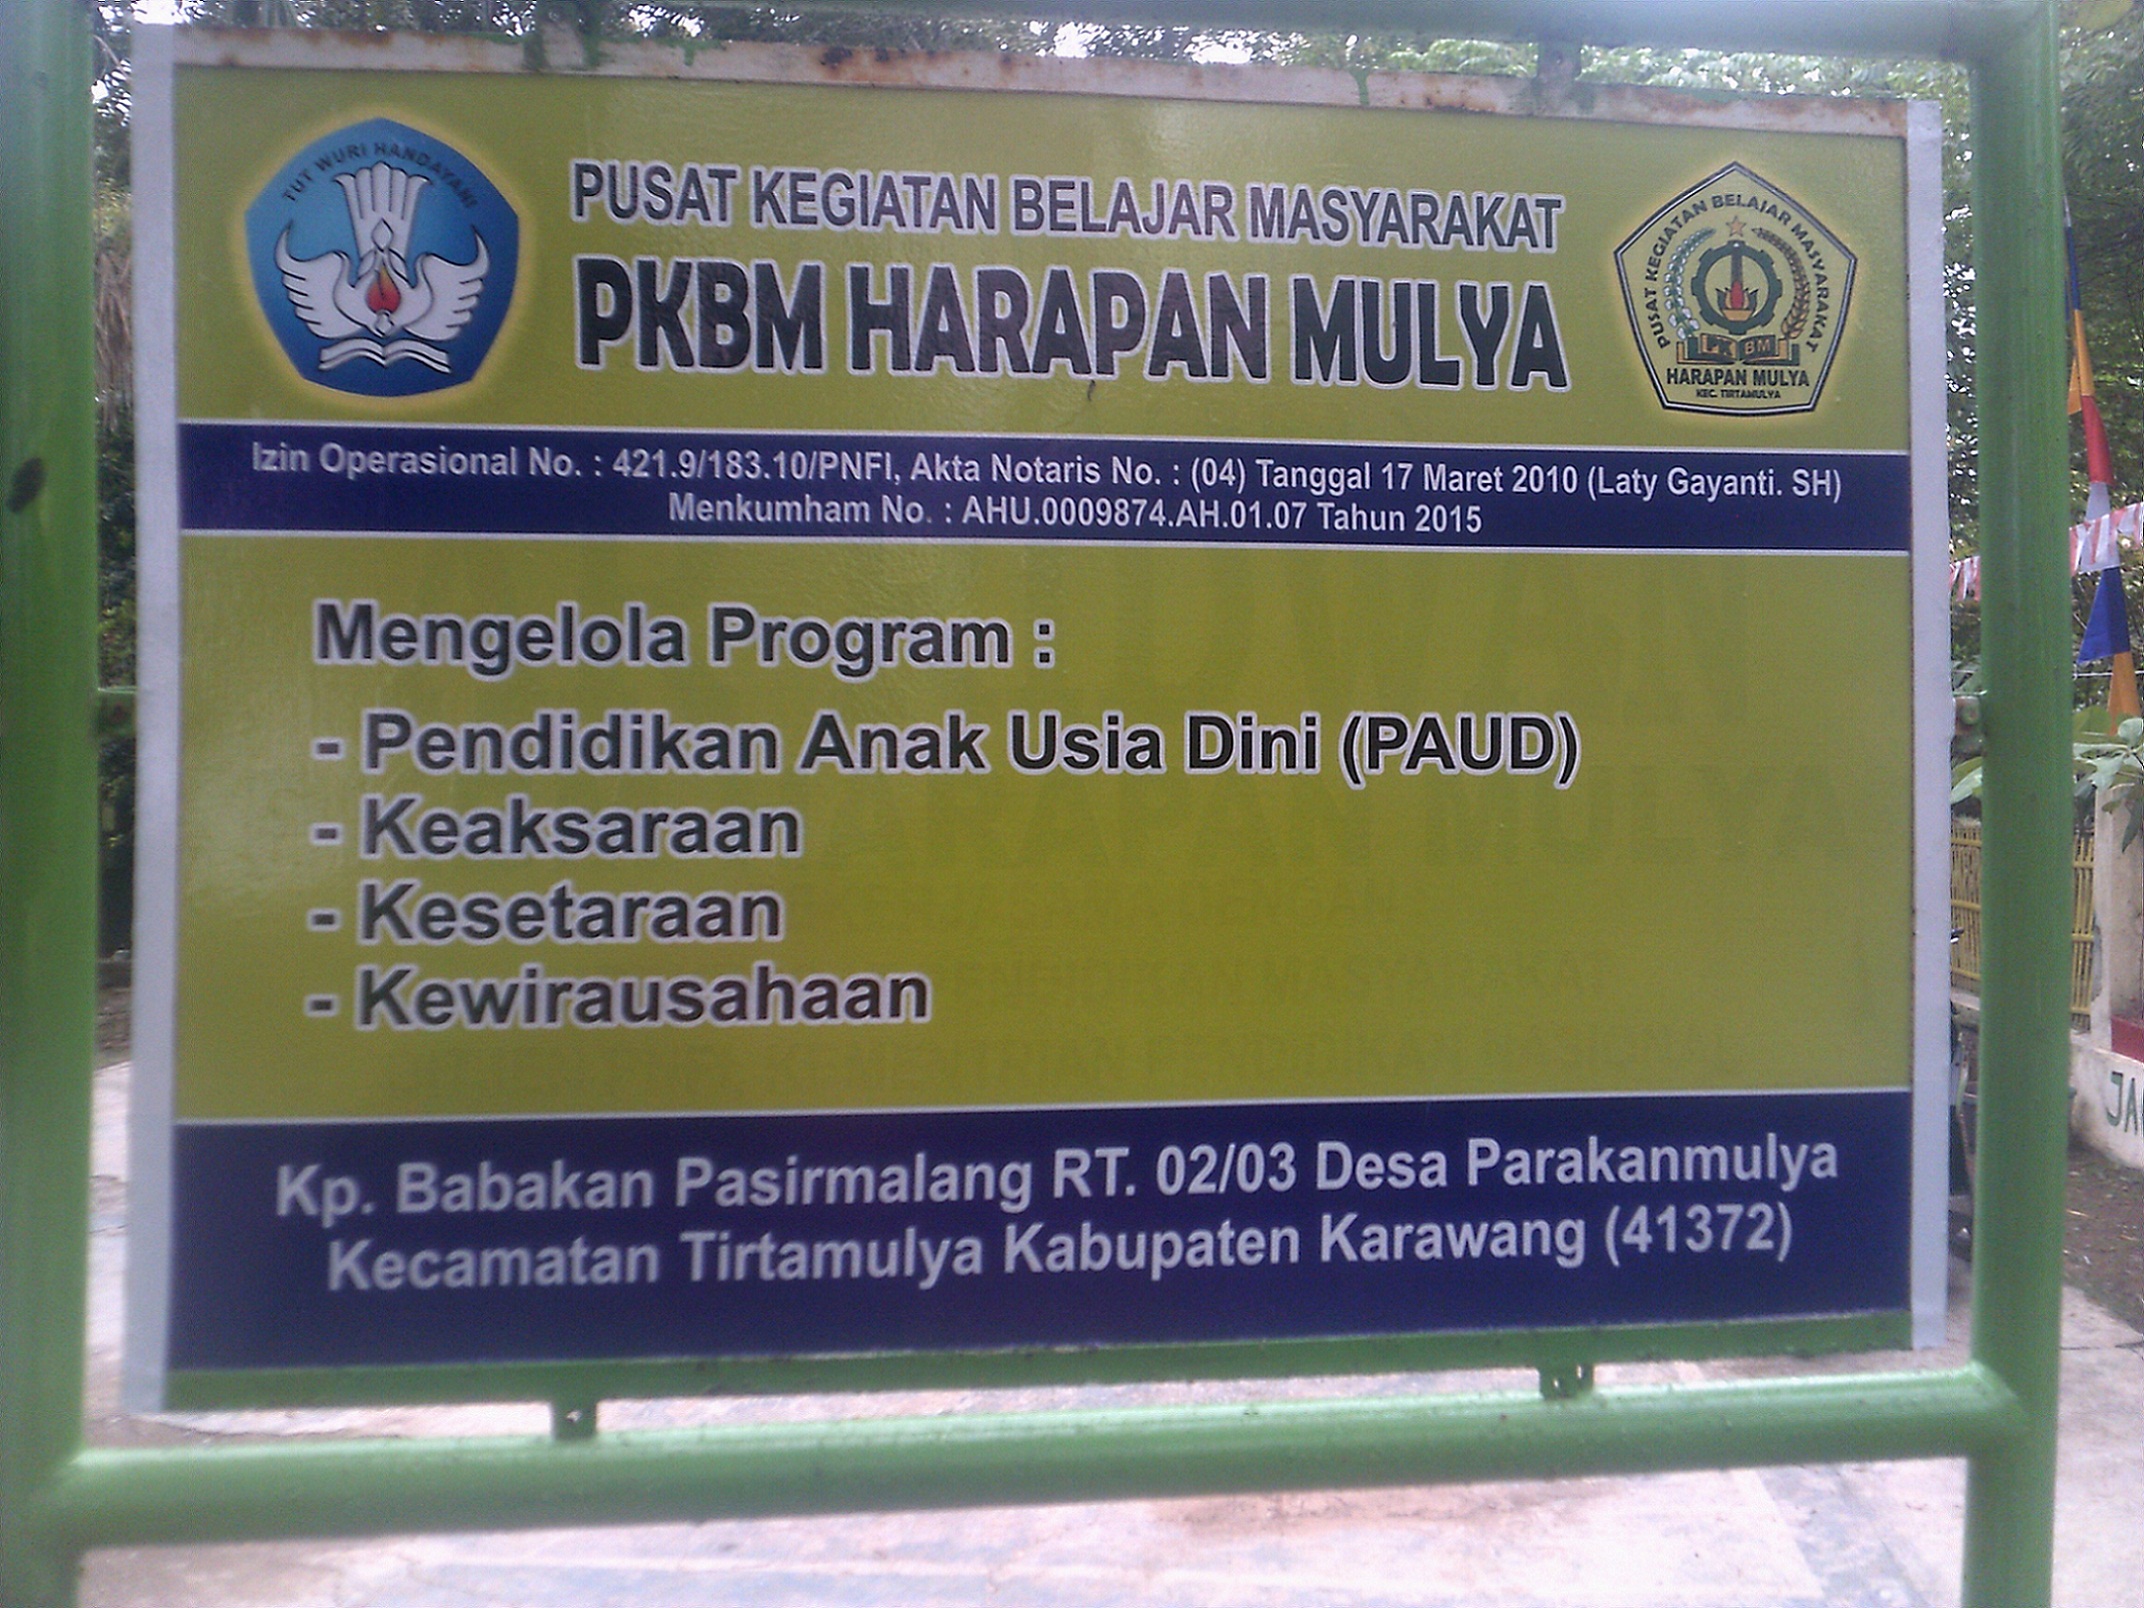 TUT WURI HANDAYANI
PUSAT KEGIATAN BELAJAR MASYARAKAT
PKBM HARAPAN MULYA
PUSAT KEGIATAN BELAJAR MASYARAKAT
PKBM
HARAPAN MULYA
KEC. TIRTAMULYA
Izin Operasional No. : 421.9/183.10/PNFI, Akta Notaris No. : (04) Tanggal 17 Maret 2010 (Laty Gayanti. SH)
Menkumham No. : AHU.0009874.AH.01.07 Tahun 2015
Mengelola Program :
- Pendidikan Anak Usia Dini (PAUD)
- Keaksaraan
- Kesetaraan
- Kewirausahaan
Kp. Babakan Pasirmalang RT. 02/03 Desa Parakanmulya
Kecamatan Tirtamulya Kabupaten Karawang (41372)